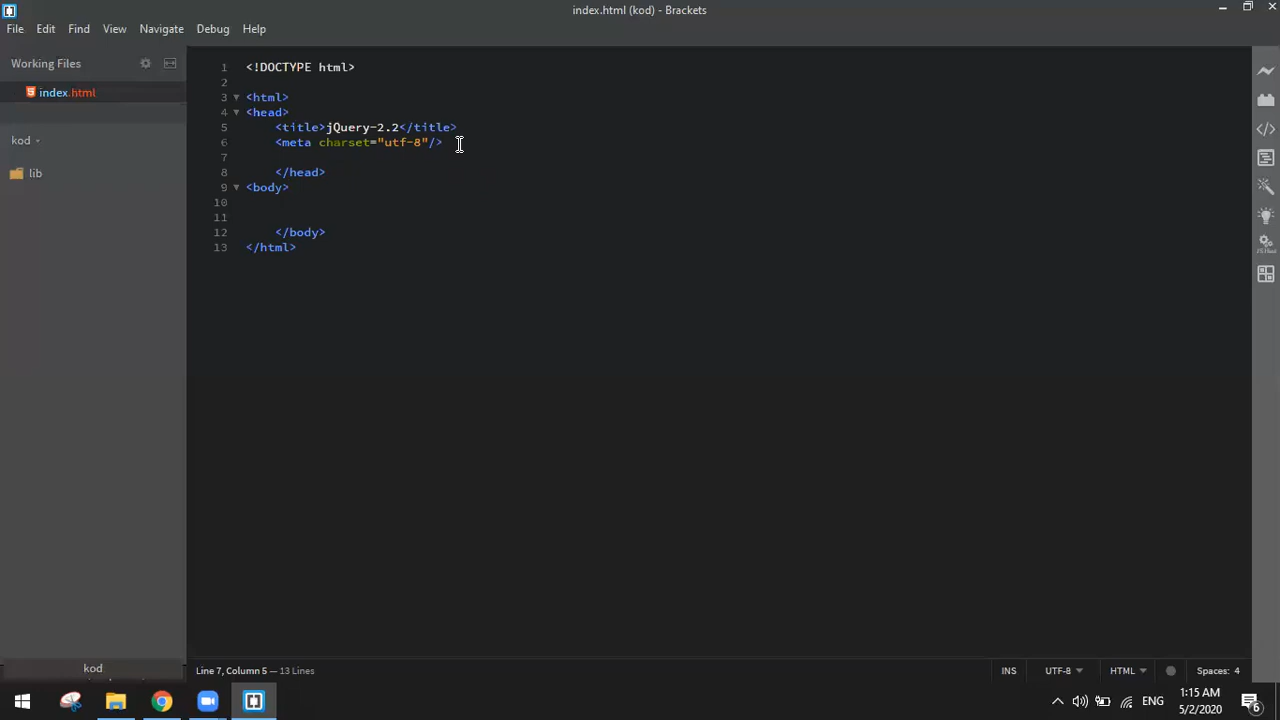 index.html (kod) - Brackets
File Edit Find View Navigate Debug Help
Working Files
index.html
kod
lib
1 <!DOCTYPE html>
2
3 <html>
4 <head>
5 <title>jQuery-2.2</title>
6 <meta charset="utf-8"/>
7
8 </head>
9 <body>
10
11
12 </body>
13 </html>
kod
Line 7, Column 5 — 13 Lines
INS UTF-8 HTML Spaces: 4
ENG
1:15 AM
5/2/2020
6